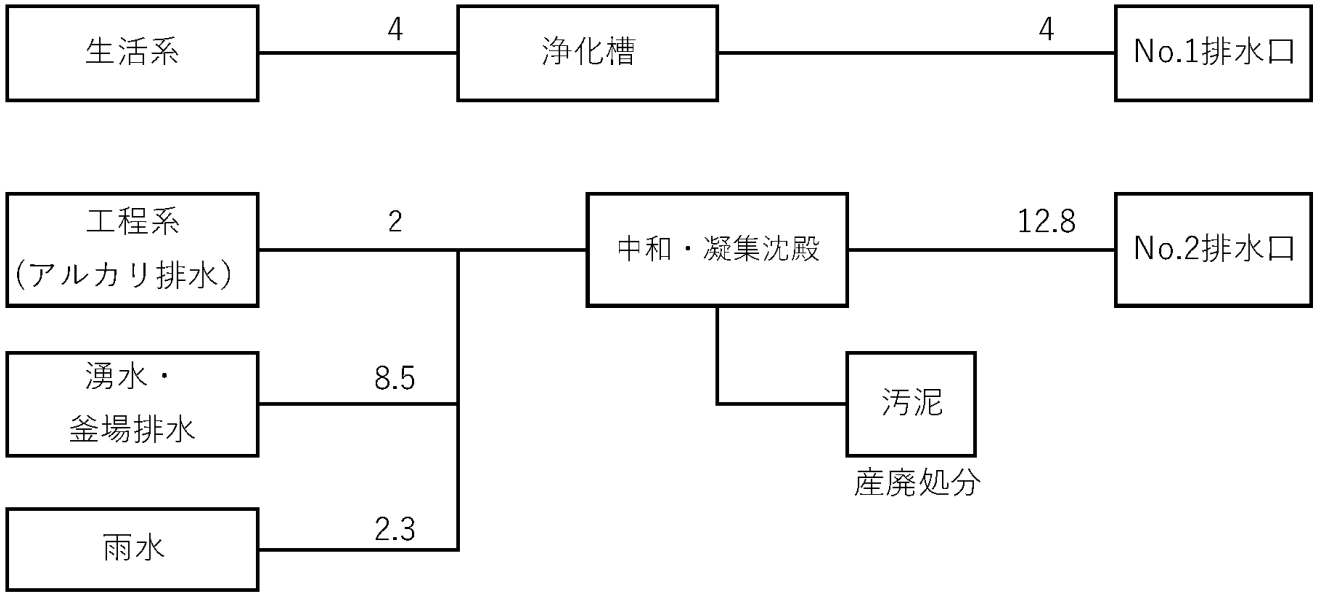 生活系
4
浄化槽
4
No.1排水口
工程系
(アルカリ排水)
2
中和・凝集沈殿
12.8
No.2排水口
湧水・
釜場排水
8.5
汚泥
産廃処分
雨水
2.3